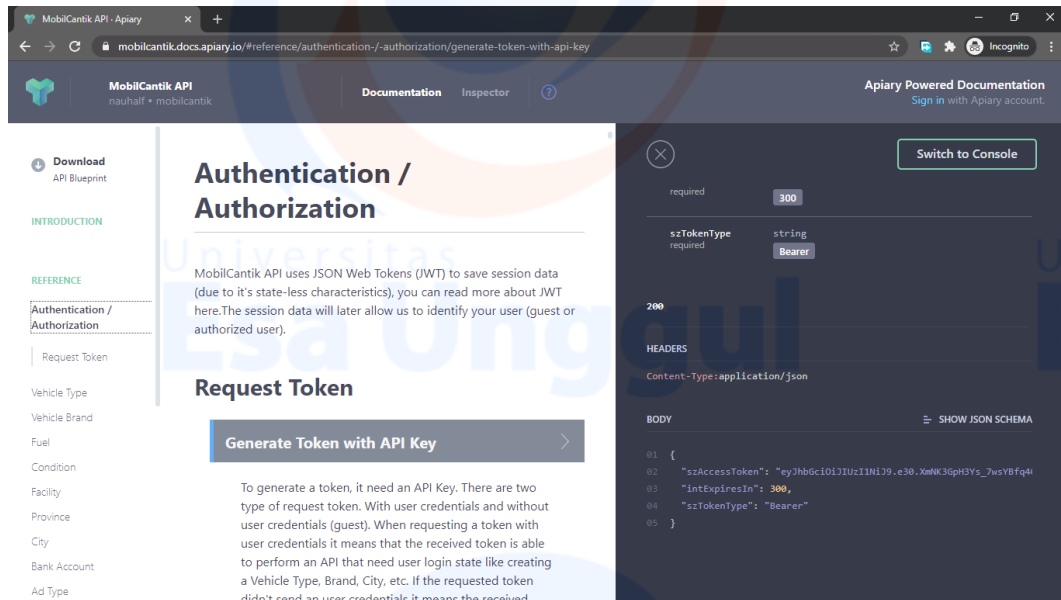 MobilCantik API · Apiary
mobilcantik.docs.apiary.io/#reference/authentication-/-authorization/generate-token-with-api-key
Incognito
MobilCantik API
nauhalf • mobilcantik
Documentation
Inspector
?
Apiary Powered Documentation
Sign in with Apiary account.
Download
API Blueprint
INTRODUCTION
REFERENCE
Authentication /
Authorization
Request Token
Vehicle Type
Vehicle Brand
Fuel
Condition
Facility
Province
City
Bank Account
Ad Type
Authentication /
Authorization
MobilCantik API uses JSON Web Tokens (JWT) to save session data
(due to it's state-less characteristics), you can read more about JWT
here.The session data will later allow us to identify your user (guest or
authorized user).
Request Token
Generate Token with API Key
To generate a token, it need an API Key. There are two
type of request token. With user credentials and without
user credentials (guest). When requesting a token with
user credentials it means that the received token is able
to perform an API that need user login state like creating
a Vehicle Type, Brand, City, etc. If the requested token
didn't send an user credentials it means the received
Switch to Console
required
300
szTokenType string
required
Bearer
200
HEADERS
Content-Type:application/json
BODY
SHOW JSON SCHEMA
01 {
02 "szAccessToken": "eyJhbGciOiJIUzI1NiJ9.e30.XmNK3GpH3Ys_7wsYBfq4
03 "intExpiresIn": 300,
04 "szTokenType": "Bearer"
05 }
Universitas
Esa Unggul